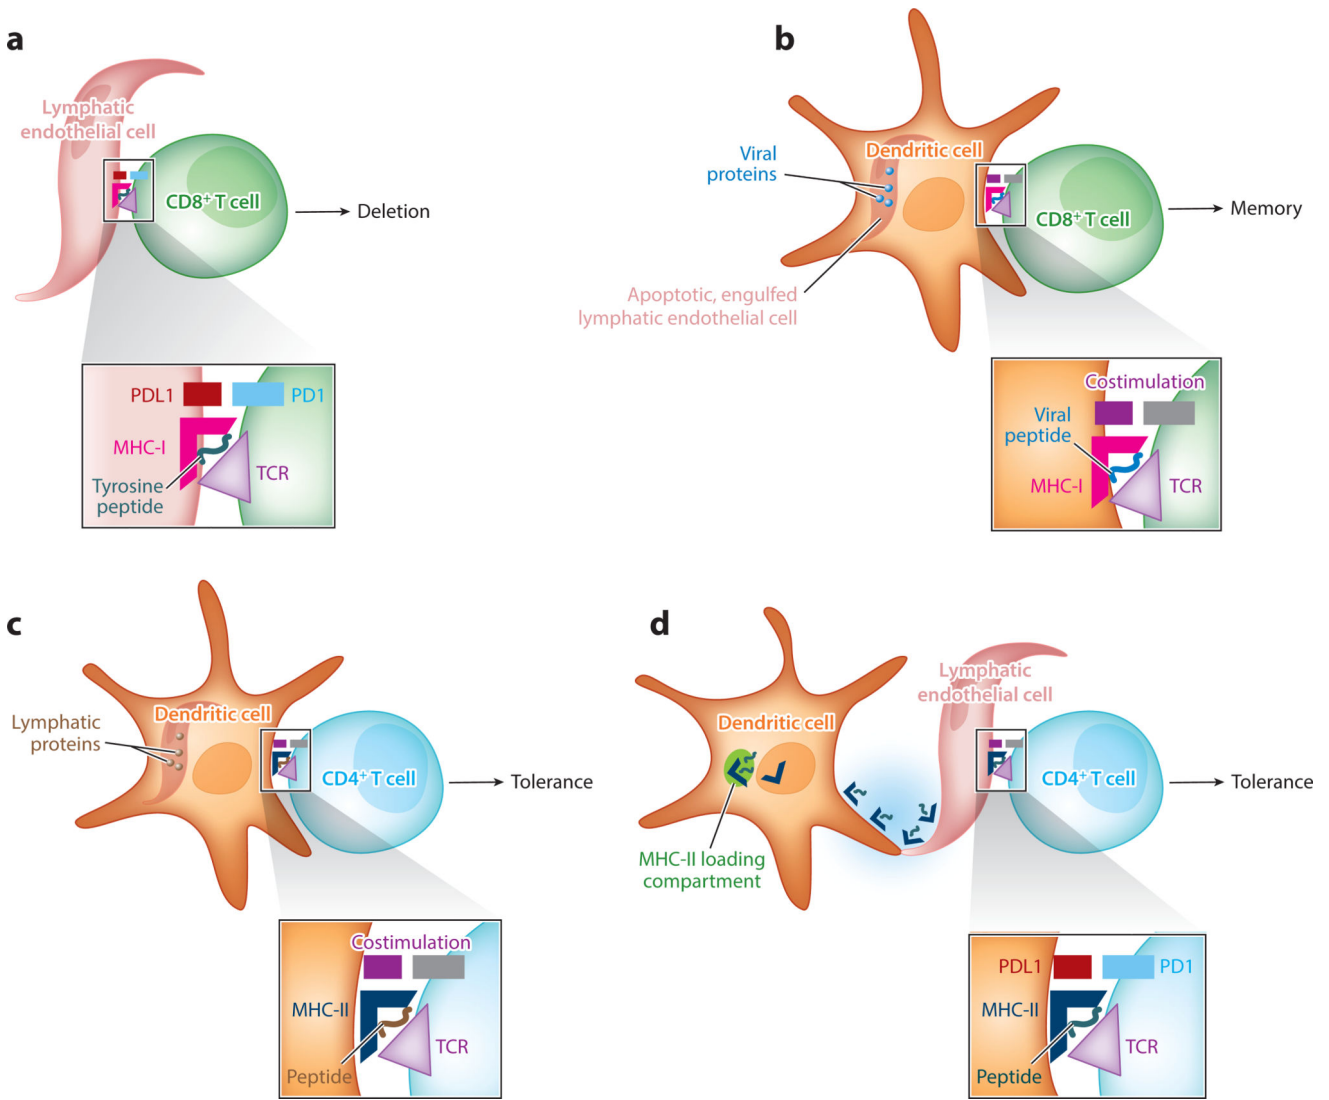 a
Lymphatic
endothelial cell
CD8+ T cell
Deletion
PDL1
PD1
MHC-I
TCR
Tyrosine
peptide
b
Viral
proteins
Dendritic cell
CD8+ T cell
Memory
Apoptotic, engulfed
lymphatic endothelial cell
Costimulation
Viral
peptide
MHC-I
TCR
c
Lymphatic
proteins
Dendritic cell
CD4+ T cell
Tolerance
Costimulation
MHC-II
TCR
Peptide
d
Lymphatic
endothelial cell
Dendritic cell
CD4+ T cell
Tolerance
MHC-II loading
compartment
PDL1
PD1
MHC-II
TCR
Peptide